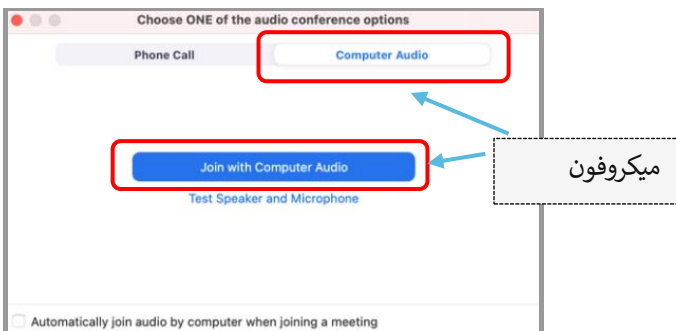 Choose ONE of the audio conference options
Phone Call
Computer Audio
Join with Computer Audio
میکروفون
Test Speaker and Microphone
Automatically join audio by computer when joining a meeting